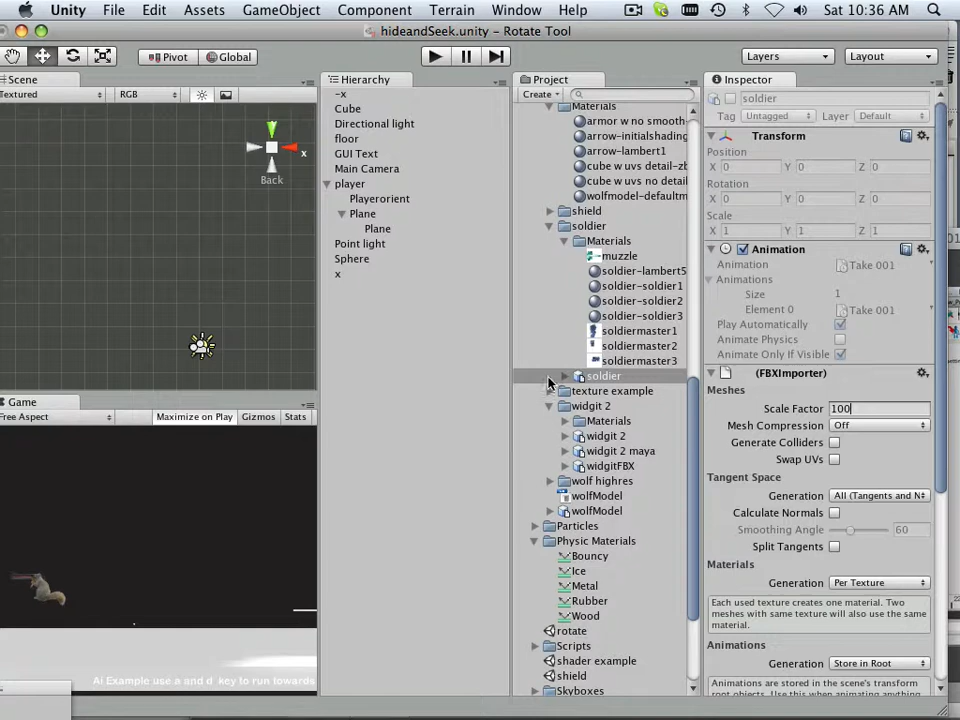 Unity File Edit Assets GameObject Component Terrain Window Help Sat 10:36 AM
hideandSeek.unity - Rotate Tool
Pivot Global Layers Layout
Scene
Textured RGB
x
Back
Game
Free Aspect Maximize on Play Gizmos Stats
Ai Example use a and d key to run towards
Hierarchy
-x
Cube
Directional light
floor
GUI Text
Main Camera
player
Playerorient
Plane
Plane
Point light
Sphere
x
Project
Create
Materials
armor w no smooth
arrow-initialshading
arrow-lambert1
cube w uvs detail-zb
cube w uvs no detail
wolfmodel-defaultm
shield
soldier
Materials
muzzle
soldier-lambert5
soldier-soldier1
soldier-soldier2
soldier-soldier3
soldiermaster1
soldiermaster2
soldiermaster3
soldier
texture example
widgit 2
Materials
widgit 2
widgit 2 maya
widgitFBX
wolf highres
wolfModel
wolfModel
Particles
Physic Materials
Bouncy
Ice
Metal
Rubber
Wood
rotate
Scripts
shader example
shield
Skyboxes
Inspector
soldier
Tag Untagged Layer Default
Transform
Position
X 0 Y 0 Z 0
Rotation
X 0 Y 0 Z 0
Scale
X 1 Y 1 Z 1
Animation
Animation Take 001
Animations
Size 1
Element 0 Take 001
Play Automatically
Animate Physics
Animate Only If Visible
(FBXImporter)
Meshes
Scale Factor 100
Mesh Compression Off
Generate Colliders
Swap UVs
Tangent Space
Generation All (Tangents and N
Calculate Normals
Smoothing Angle 60
Split Tangents
Materials
Generation Per Texture
Each used texture creates one material. Two
meshes with same texture will also use the same
material.
Animations
Generation Store in Root
Animations are stored in the scene's transform
root objects. Use this when animating anything